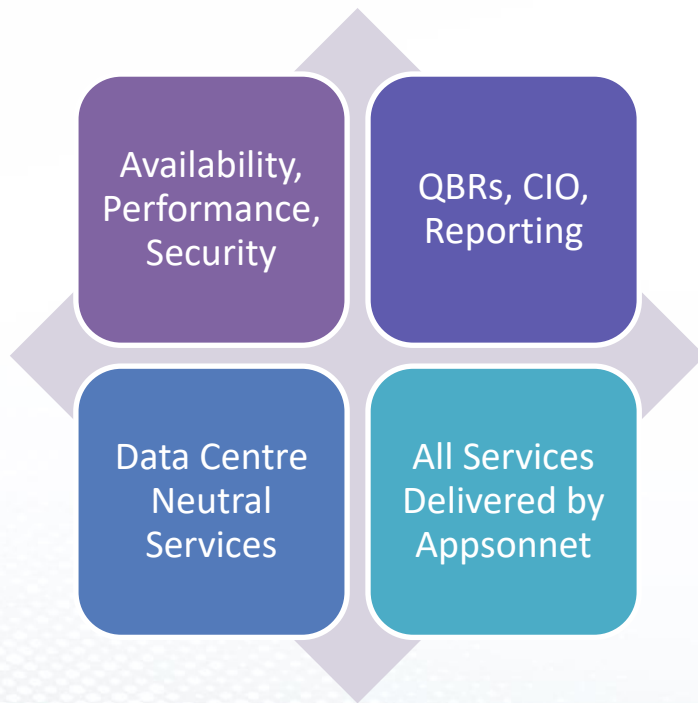 Availability,
Performance,
Security
QBRs, CIO,
Reporting
Data Centre
Neutral
Services
All Services
Delivered by
Appsonnet